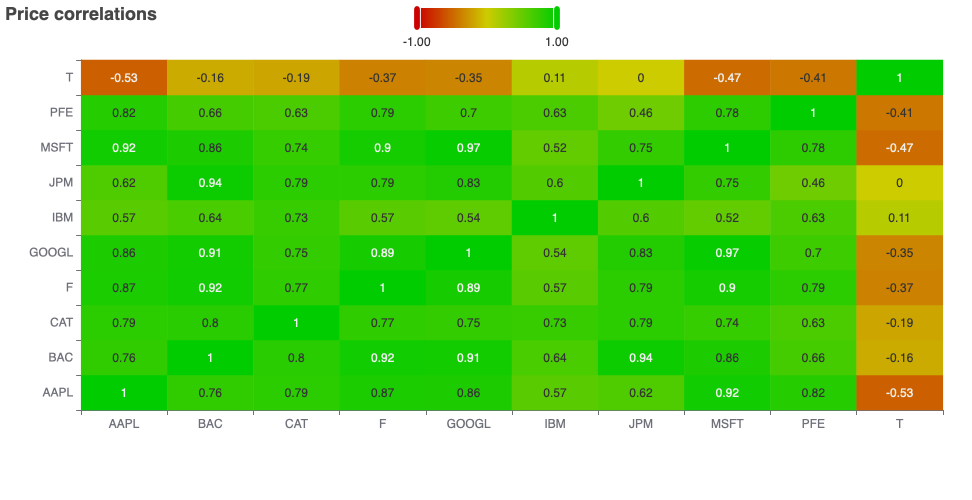 Price correlations
-1.00 1.00
T -0.53 -0.16 -0.19 -0.37 -0.35 0.11 0 -0.47 -0.41 1
PFE 0.82 0.66 0.63 0.79 0.7 0.63 0.46 0.78 1 -0.41
MSFT 0.92 0.86 0.74 0.9 0.97 0.52 0.75 1 0.78 -0.47
JPM 0.62 0.94 0.79 0.79 0.83 0.6 1 0.75 0.46 0
IBM 0.57 0.64 0.73 0.57 0.54 1 0.6 0.52 0.63 0.11
GOOGL 0.86 0.91 0.75 0.89 1 0.54 0.83 0.97 0.7 -0.35
F 0.87 0.92 0.77 1 0.89 0.57 0.79 0.9 0.79 -0.37
CAT 0.79 0.8 1 0.77 0.75 0.73 0.79 0.74 0.63 -0.19
BAC 0.76 1 0.8 0.92 0.91 0.64 0.94 0.86 0.66 -0.16
AAPL 1 0.76 0.79 0.87 0.86 0.57 0.62 0.92 0.82 -0.53
AAPL BAC CAT F GOOGL IBM JPM MSFT PFE T